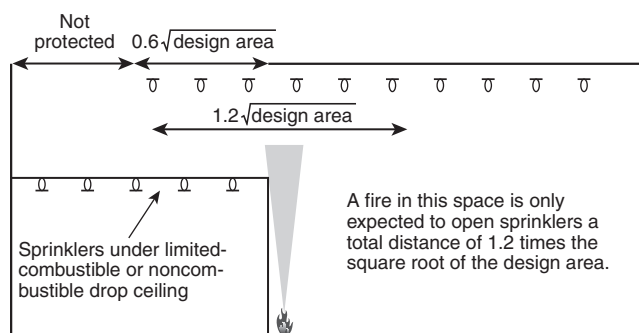 Not
protected
0.6√design area
1.2√design area
Sprinklers under limited-
combustible or noncom-
bustible drop ceiling
A fire in this space is only
expected to open sprinklers a
total distance of 1.2 times the
square root of the design area.